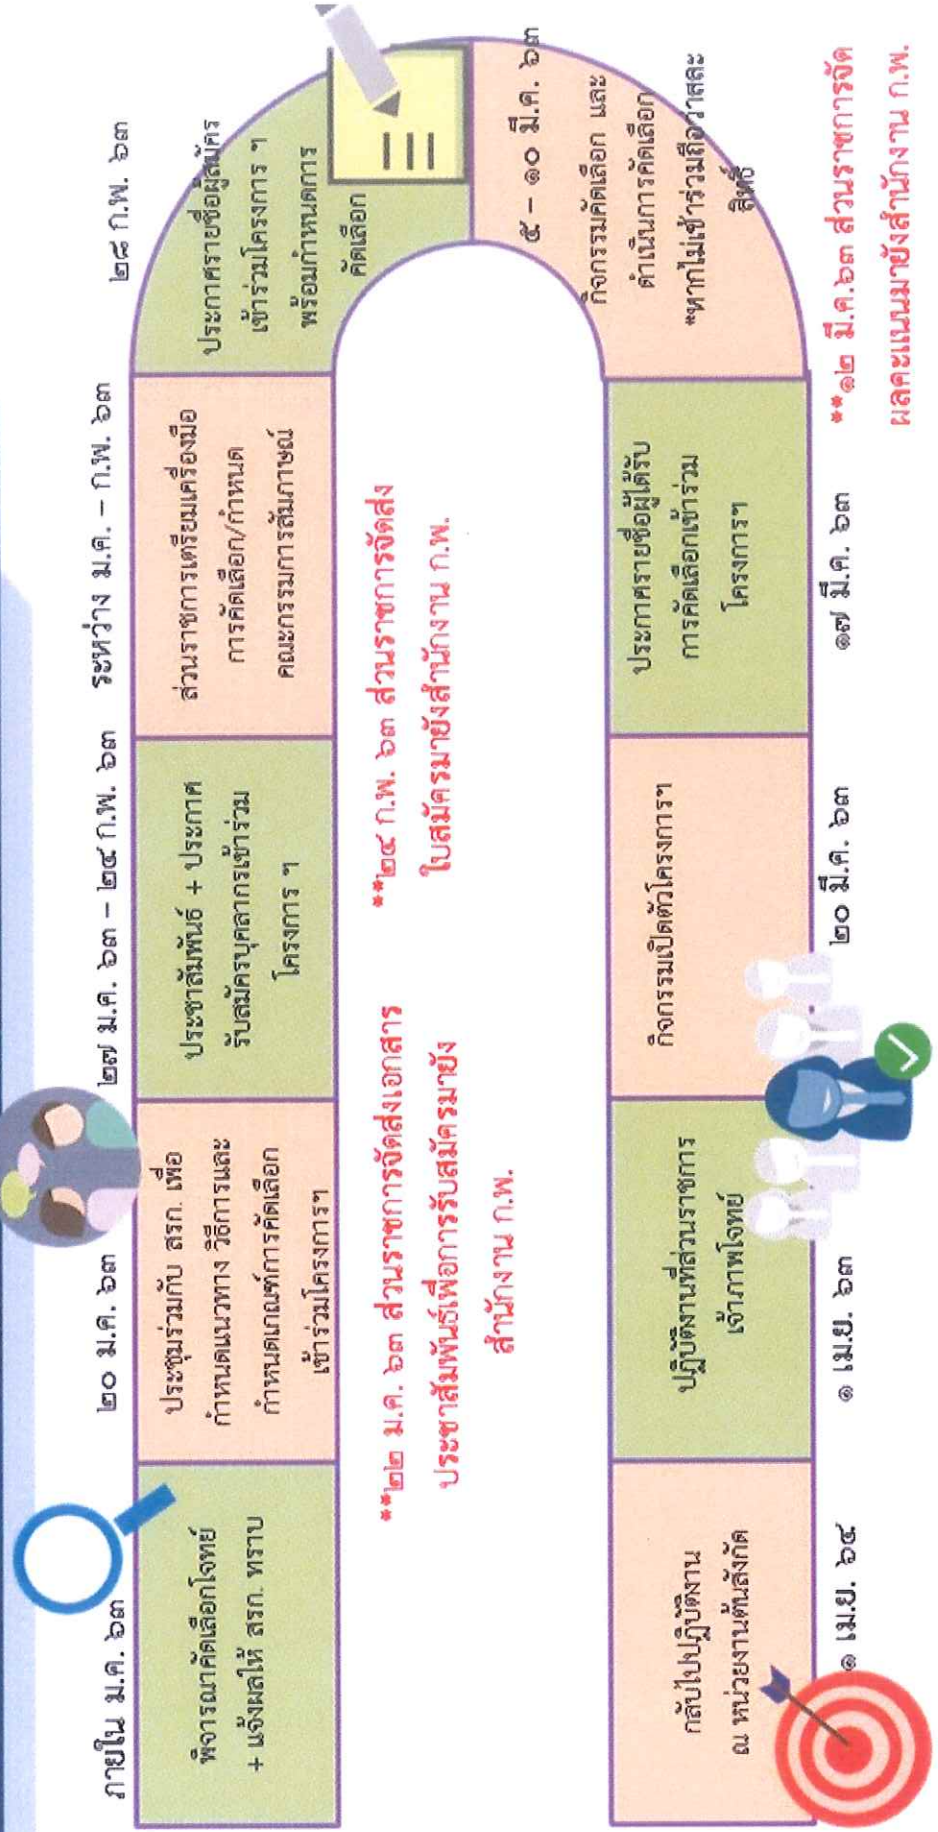 ภายใน ม.ค. ๖๓
พิจารณาคัดเลือกโจทย์
+ แจ้งผลให้ สรก. ทราบ
๒๐ ม.ค. ๖๓
ประชุมร่วมกับ สรก. เพื่อ
กำหนดแนวทาง วิธีการและ
กำหนดเกณฑ์การคัดเลือก
เข้าร่วมโครงการฯ
๒๗ ม.ค. ๖๓ – ๒๔ ก.พ. ๖๓
ประชาสัมพันธ์ + ประกาศ
รับสมัครบุคลากรเข้าร่วม
โครงการ ฯ
ระหว่าง ม.ค. – ก.พ. ๖๓
ส่วนราชการเตรียมเครื่องมือ
การคัดเลือก/กำหนด
คณะกรรมการสัมภาษณ์
๒๘ ก.พ. ๖๓
ประกาศรายชื่อผู้สมัคร
เข้าร่วมโครงการ ฯ
พร้อมกำหนดการ
คัดเลือก
**๒๒ ม.ค. ๖๓ ส่วนราชการจัดส่งเอกสาร
ประชาสัมพันธ์เพื่อการรับสมัครมายัง
สำนักงาน ก.พ.
**๒๔ ก.พ. ๖๓ ส่วนราชการจัดส่ง
ใบสมัครมายังสำนักงาน ก.พ.
๕ – ๑๐ มี.ค. ๖๓
กิจกรรมคัดเลือก และ
ดำเนินการคัดเลือก
*หากไม่เข้าร่วมถือว่าสละ
สิทธิ์
**๑๒ มี.ค.๖๓ ส่วนราชการจัด
ผลคะแนนมายังสำนักงาน ก.พ.
ประกาศรายชื่อผู้ได้รับ
การคัดเลือกเข้าร่วม
โครงการฯ
๑๗ มี.ค. ๖๓
กิจกรรมเปิดตัวโครงการฯ
๒๐ มี.ค. ๖๓
ปฏิบัติงานที่ส่วนราชการ
เจ้าภาพโจทย์
๑ เม.ย. ๖๓
กลับไปปฏิบัติงาน
ณ หน่วยงานต้นสังกัด
๑ เม.ย. ๖๔